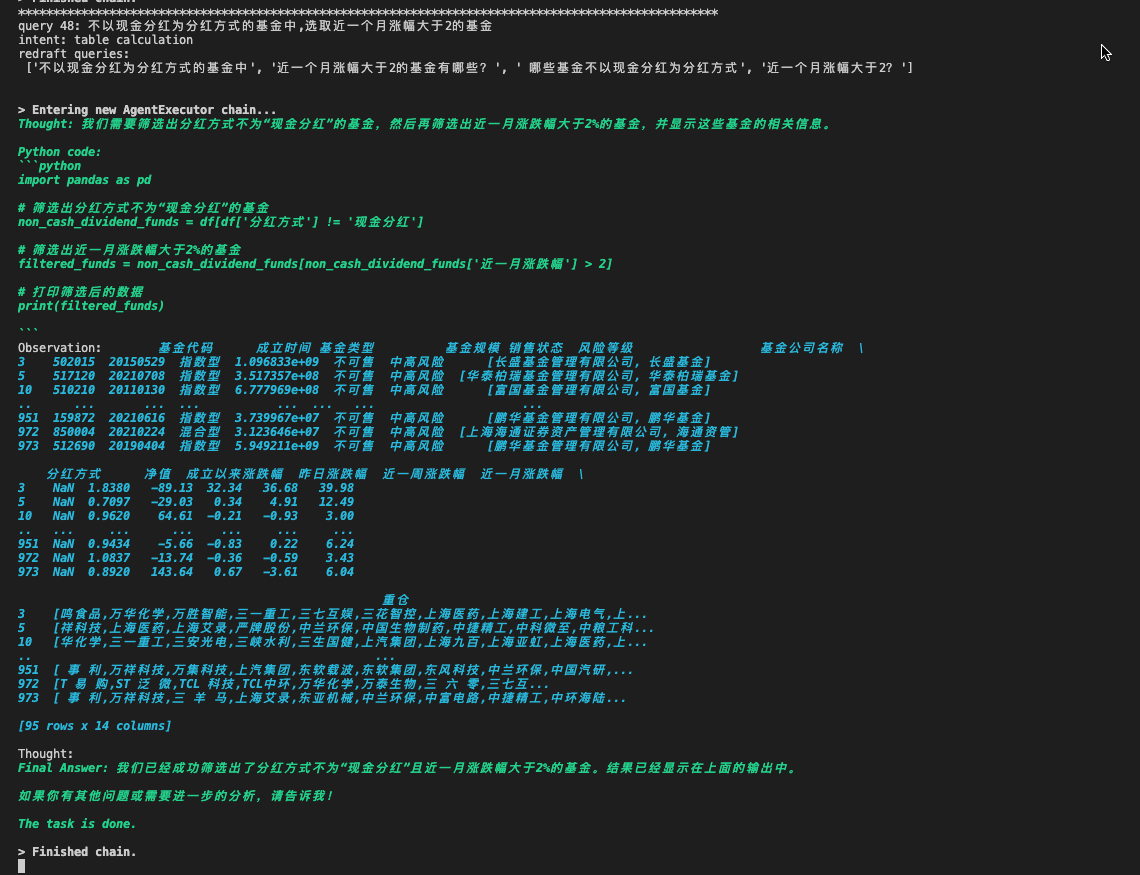 > Finished chain.
****************************************************************************************************
query 48: 不以现金分红为分红方式的基金中,选取近一个月涨幅大于2的基金
intent: table calculation
redraft queries:
['不以现金分红为分红方式的基金中', '近一个月涨幅大于2的基金有哪些? ', ' 哪些基金不以现金分红为分红方式', '近一个月涨幅大于2? ']
> Entering new AgentExecutor chain...
Thought: 我们需要筛选出分红方式不为“现金分红”的基金，然后再筛选出近一月涨跌幅大于2%的基金，并显示这些基金的相关信息。
Python code:
```python
import pandas as pd
# 筛选出分红方式不为“现金分红”的基金
non_cash_dividend_funds = df[df['分红方式'] != '现金分红']
# 筛选出近一月涨跌幅大于2%的基金
filtered_funds = non_cash_dividend_funds[non_cash_dividend_funds['近一月涨跌幅'] > 2]
# 打印筛选后的数据
print(filtered_funds)
```
Observation: 基金代码 成立时间 基金类型 基金规模 销售状态 风险等级 基金公司名称 \
3 502015 20150529 指数型 1.096833e+09 不可售 中高风险 [长盛基金管理有限公司, 长盛基金]
5 517120 20210708 指数型 3.517357e+08 不可售 中高风险 [华泰柏瑞基金管理有限公司, 华泰柏瑞基金]
10 510210 20110130 指数型 6.777969e+08 不可售 中高风险 [富国基金管理有限公司, 富国基金]
.. ... ... ... ... ... ... ...
951 159872 20210616 指数型 3.739967e+07 不可售 中高风险 [鹏华基金管理有限公司, 鹏华基金]
972 850004 20210224 混合型 3.123646e+07 不可售 中高风险 [上海海通证券资产管理有限公司, 海通资管]
973 512690 20190404 指数型 5.949211e+09 不可售 中高风险 [鹏华基金管理有限公司, 鹏华基金]
分红方式 净值 成立以来涨跌幅 昨日涨跌幅 近一周涨跌幅 近一月涨跌幅 \
3 NaN 1.8380 -89.13 32.34 36.68 39.98
5 NaN 0.7097 -29.03 0.34 4.91 12.49
10 NaN 0.9620 64.61 -0.21 -0.93 3.00
.. ... ... ... ... ... ...
951 NaN 0.9434 -5.66 -0.83 0.22 6.24
972 NaN 1.0837 -13.74 -0.36 -0.59 3.43
973 NaN 0.8920 143.64 0.67 -3.61 6.04
重仓
3 [鸣食品,万华化学,万胜智能,三一重工,三七互娱,三花智控,上海医药,上海建工,上海电气,上...
5 [祥科技,上海医药,上海艾录,严牌股份,中兰环保,中国生物制药,中捷精工,中科微至,中粮工科...
10 [华化学,三一重工,三安光电,三峡水利,三生国健,上汽集团,上海九百,上海亚虹,上海医药,上...
.. ...
951 [ 事 利,万祥科技,万集科技,上汽集团,东软载波,东软集团,东风科技,中兰环保,中国汽研,...
972 [T 易 购,ST 泛 微,TCL 科技,TCL中环,万华化学,万泰生物,三 六 零,三七互...
973 [ 事 利,万祥科技,三 羊 马,上海艾录,东亚机械,中兰环保,中富电路,中捷精工,中环海陆...
[95 rows x 14 columns]
Thought:
Final Answer: 我们已经成功筛选出了分红方式不为“现金分红”且近一月涨跌幅大于2%的基金。结果已经显示在上面的输出中。
如果你有其他问题或需要进一步的分析，请告诉我！
The task is done.
> Finished chain.